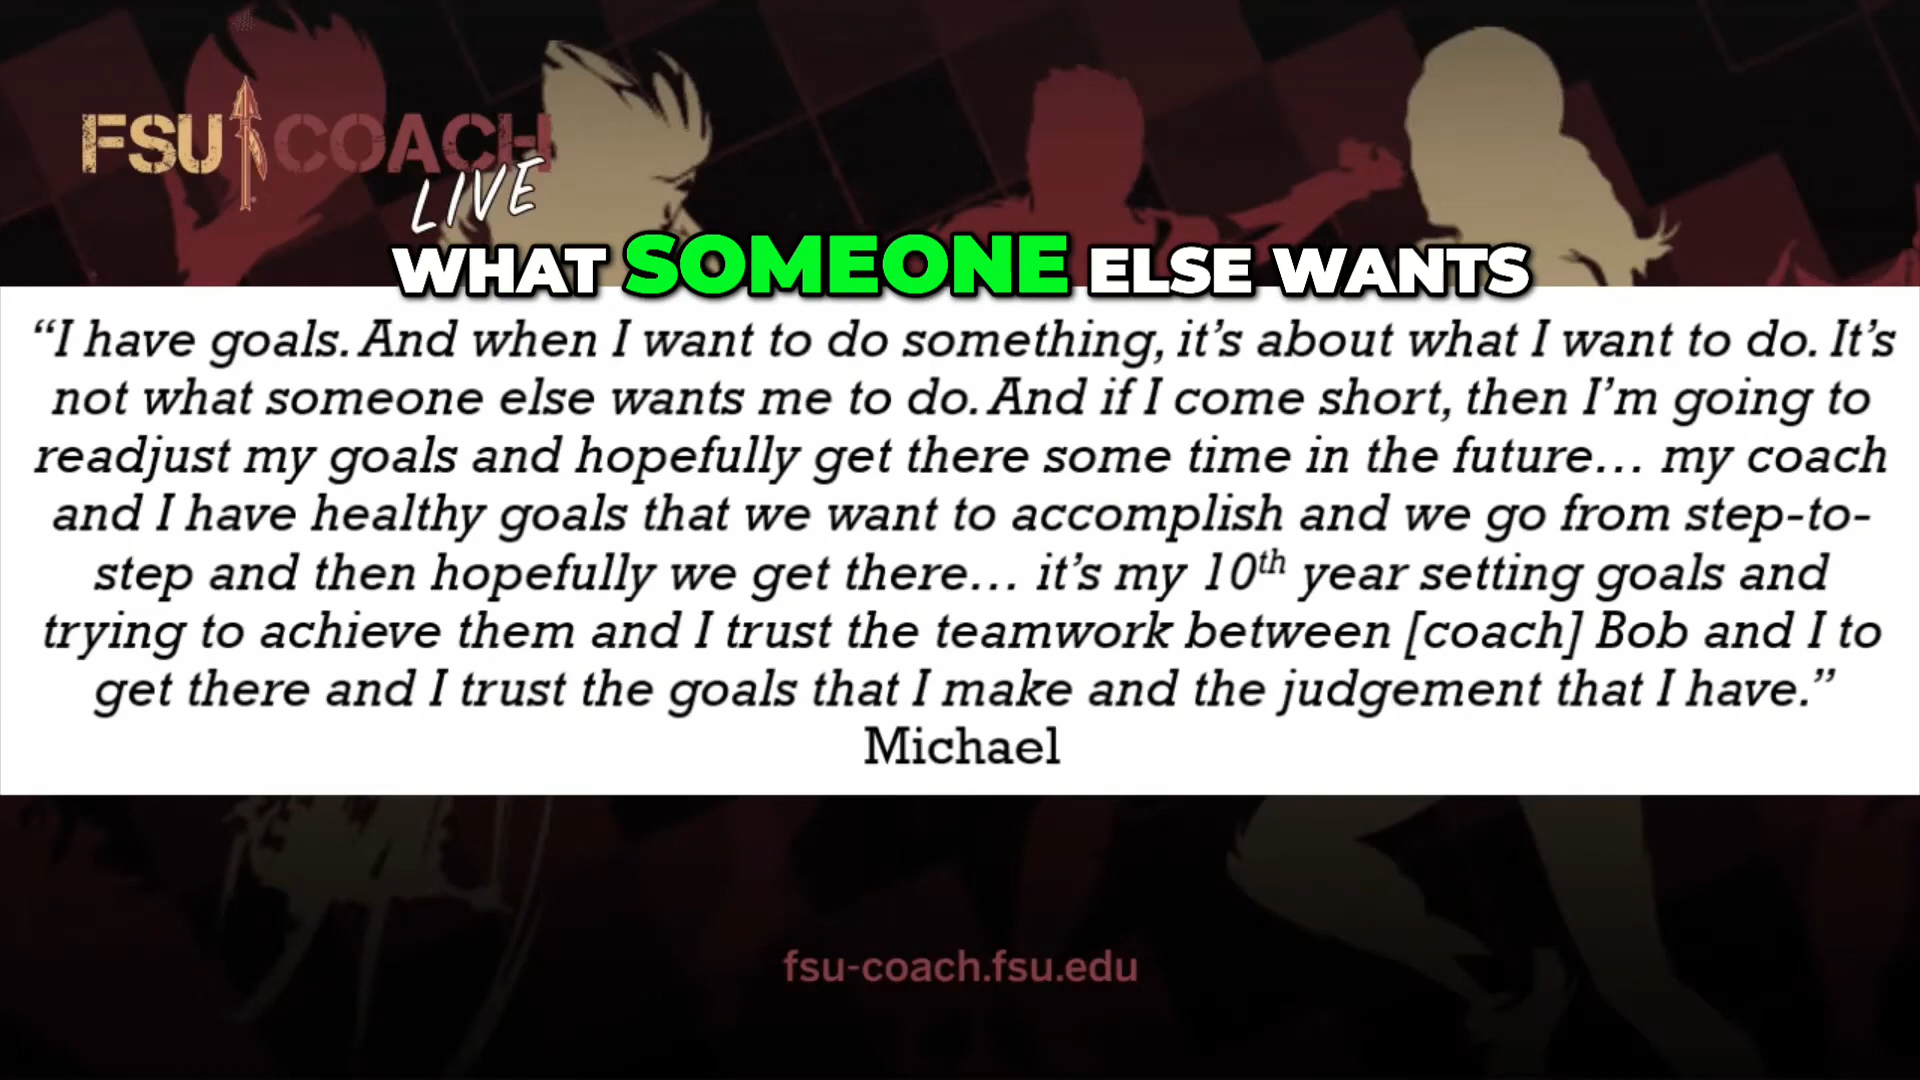 FSU COACH
LIVE
WHAT SOMEONE ELSE WANTS
“I have goals. And when I want to do something, it’s about what I want to do. It’s
not what someone else wants me to do. And if I come short, then I’m going to
readjust my goals and hopefully get there some time in the future… my coach
and I have healthy goals that we want to accomplish and we go from step-to-
step and then hopefully we get there… it’s my 10th year setting goals and
trying to achieve them and I trust the teamwork between [coach] Bob and I to
get there and I trust the goals that I make and the judgement that I have.”
Michael
fsu-coach.fsu.edu